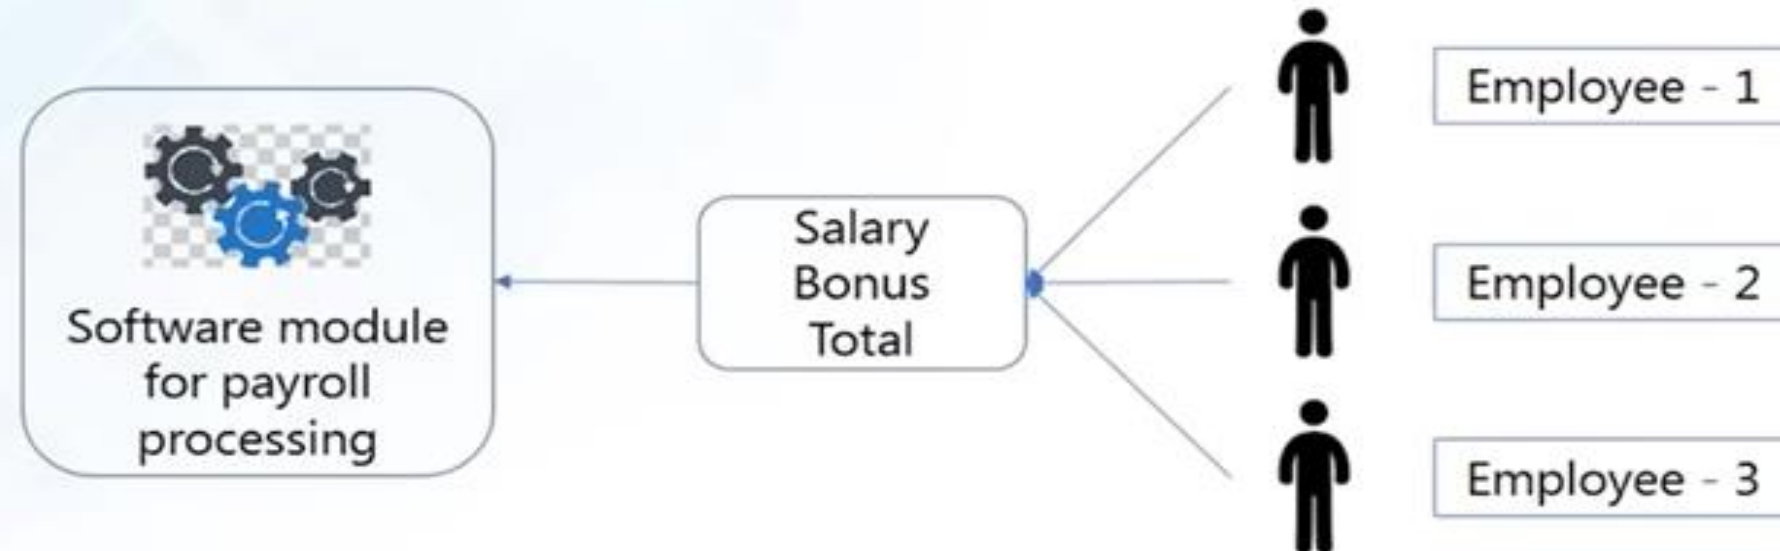 Software module
for payroll
processing
Salary
Bonus
Total
Employee - 1
Employee - 2
Employee - 3